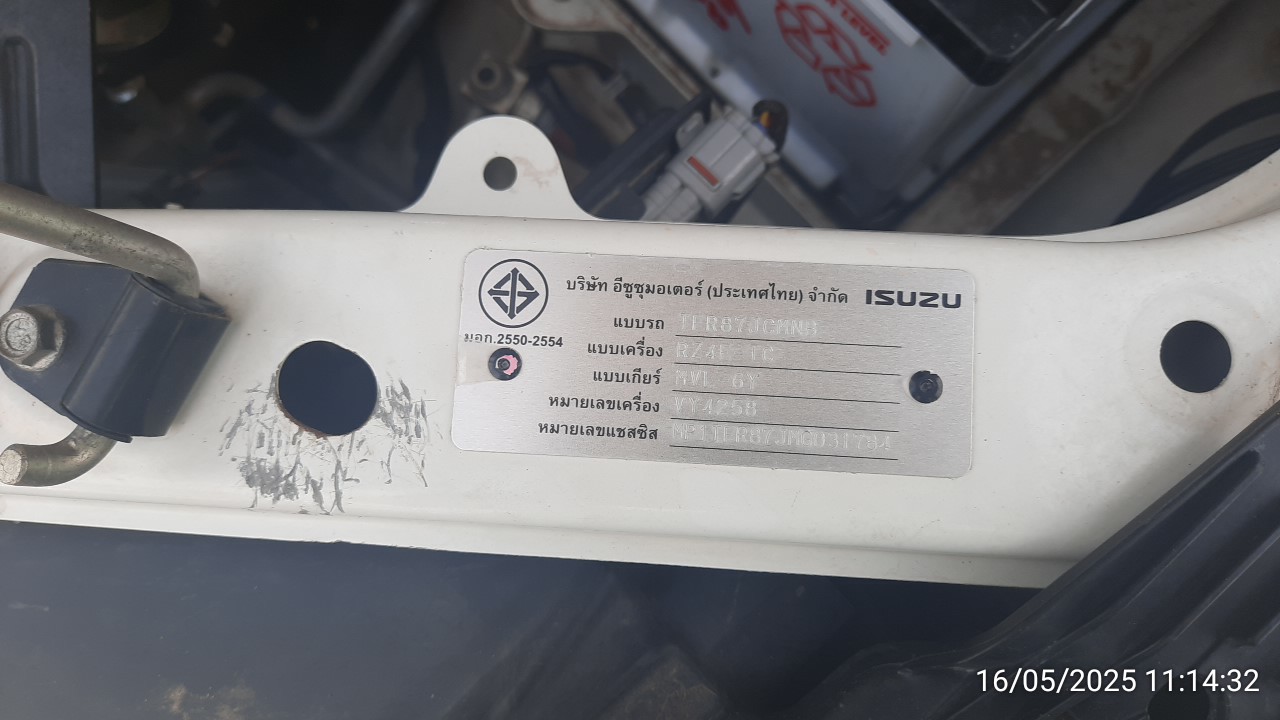 LEVEL
บริษัท อีซูซุมอเตอร์ (ประเทศไทย) จำกัด ISUZU
มอก.2550-2554
แบบรถ TFR87JCMN8
แบบเครื่อง RZ4E TC
แบบเกียร์ MVL 6Y
หมายเลขเครื่อง VY4258
หมายเลขแชสซิส
16/05/2025 11:14:32